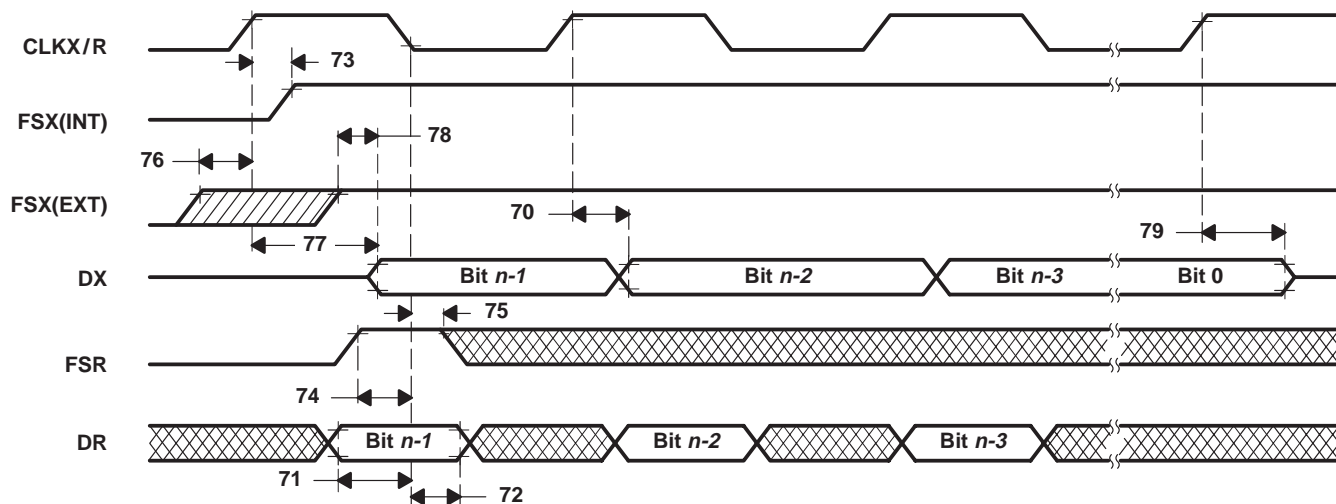 CLKX/R
73
FSX(INT)
78
76
FSX(EXT)
70
77
79
DX
Bit n-1
Bit n-2
Bit n-3
Bit 0
75
FSR
74
DR
Bit n-1
Bit n-2
Bit n-3
71
72